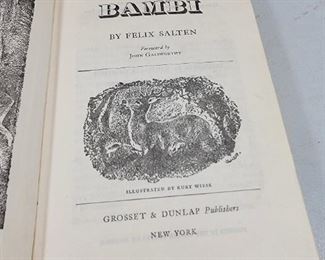 BAMBI
BY FELIX SALTEN
Foreword by
JOHN GALSWORTHY
ILLUSTRATED BY KURT WIESE
GROSSET & DUNLAP Publishers
NEW YORK